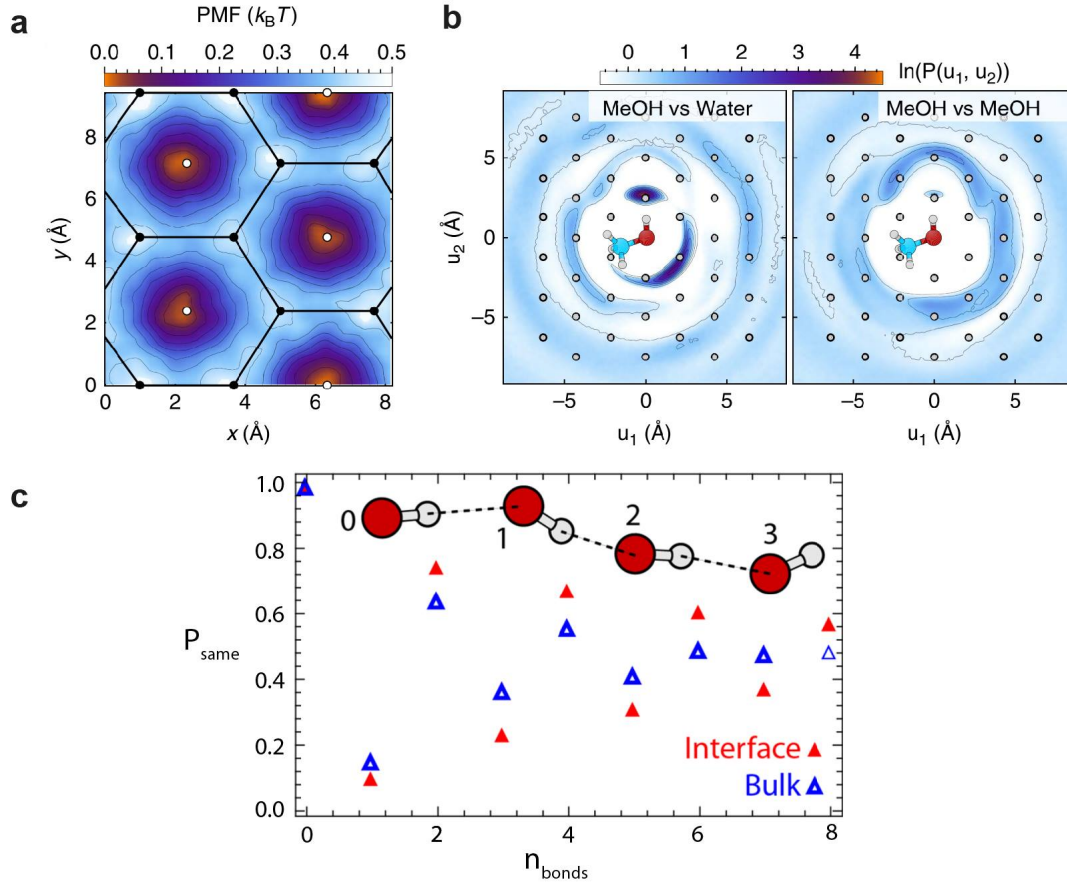 a
PMF (kBT)
0.0 0.1 0.2 0.3 0.4 0.5
8
6
4
2
0
y (Å)
0 2 4 6 8
x (Å)
b
0 1 2 3 4
ln(P(u1, u2))
MeOH vs Water
MeOH vs MeOH
5
0
−5
u2 (Å)
−5 0 5
−5 0 5
u1 (Å)
u1 (Å)
c
1.0
0.8
0.6
0.4
0.2
0.0
Psame
0
1
2
3
Interface
Bulk
0 2 4 6 8
nbonds